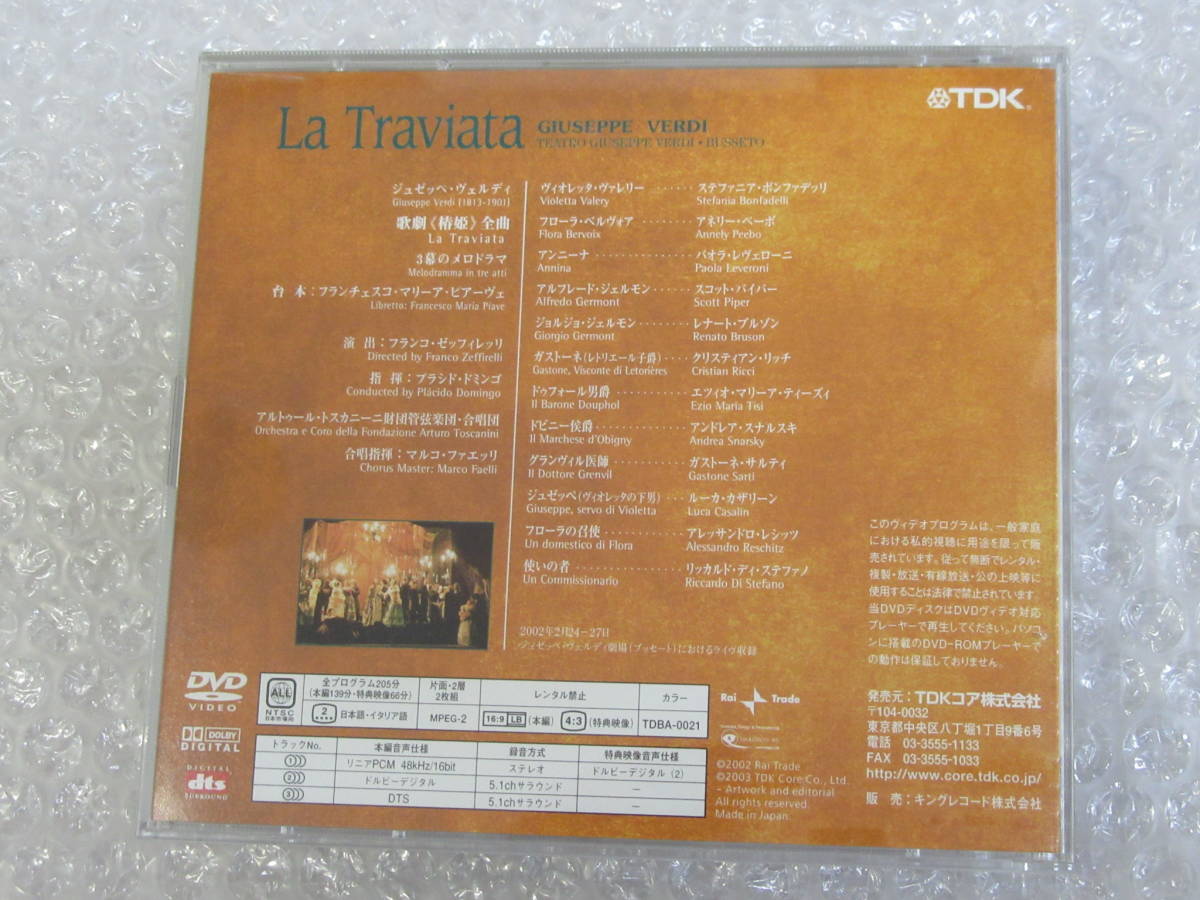 TDK
La Traviata GIUSEPPE VERDI
TEATRO GIUSEPPE VERDI・BUSSETO
ジュゼッペ・ヴェルディ
Giuseppe Verdi (1813-1901)
歌劇《椿姫》全曲
La Traviata
3幕のメロドラマ
Melodramma in tre atti
台 本：フランチェスコ・マリーア・ピアーヴェ
Libretto: Francesco Maria Piave
演 出：フランコ・ゼッフィレッリ
Directed by Franco Zeffirelli
指 揮：プラシド・ドミンゴ
Conducted by Plácido Domingo
アルトゥール・トスカニーニ財団管弦楽団・合唱団
Orchestra e Coro della Fondazione Arturo Toscanini
合唱指揮：マルコ・ファエッリ
Chorus Master: Marco Faelli
ヴィオレッタ・ヴァレリー ‥‥‥ ステファニア・ボンファデッリ
Violetta Valery Stefania Bonfadelli
フローラ・ベルヴォア ‥‥‥‥ アネリー・ペーボ
Flora Bervoix Annely Peebo
アンニーナ ‥‥‥‥‥‥‥ パオラ・レヴェローニ
Annina Paola Leveroni
アルフレード・ジェルモン ‥‥‥ スコット・パイパー
Alfredo Germont Scott Piper
ジョルジョ・ジェルモン ‥‥‥‥ レナート・ブルゾン
Giorgio Germont Renato Bruson
ガストーネ（レトリエール子爵） ‥‥ クリスティアン・リッチ
Gastone, Visconte di Letorières Cristian Ricci
ドゥフォール男爵 ‥‥‥‥‥ エツィオ・マリーア・ティーズィ
Il Barone Douphol Ezio Maria Tisi
ドビニー侯爵 ‥‥‥‥‥‥ アンドレア・スナルスキ
Il Marchese d'Obigny Andrea Snarsky
グランヴィル医師 ‥‥‥‥‥ ガストーネ・サルティ
Il Dottore Grenvil Gastone Sarti
ジュゼッペ（ヴィオレッタの下男） ‥‥ ルーカ・カザリーン
Giuseppe, servo di Violetta Luca Casalin
フローラの召使 ‥‥‥‥‥‥ アレッサンドロ・レシッツ
Un domestico di Flora Alessandro Reschitz
使いの者 ‥‥‥‥‥‥‥‥ リッカルド・ディ・ステファノ
Un Commissionario Riccardo Di Stefano
2002年2月24-27日
ジュゼッペ・ヴェルディ劇場（ブッセート）におけるライヴ収録
このヴィデオプログラムは、一般家庭
における私的視聴に用途を限って販
売されています。従って無断でレンタル・
複製・放送・有線放送・公の上映等に
使用することは法律で禁止されています。
当DVDディスクはDVDヴィデオ対応
プレーヤーで再生してください。パソコ
ンに搭載のDVD-ROMプレーヤーで
の動作は保証しておりません。
DVD
VIDEO
ALL
NTSC
日本市場向
全プログラム205分
(本編139分・特典映像66分)
片面・2層
2枚組
レンタル禁止
カラー
2 日本語・イタリア語
MPEG-2
16:9 LB (本編) 4:3 (特典映像)
TDBA-0021
DOLBY
DIGITAL
DIGITAL
dts
SURROUND
トラックNo. 本編音声仕様 録音方式 特典映像音声仕様
1))) リニアPCM 48kHz/16bit ステレオ ドルビーデジタル (2)
2))) ドルビーデジタル 5.1chサラウンド −
3))) DTS 5.1chサラウンド −
Rai Trade
©2002 Rai Trade
©2003 TDK Core Co., Ltd.
- Artwork and editorial
All rights reserved.
Made in Japan.
発売元：TDKコア株式会社
〒104-0032
東京都中央区八丁堀1丁目9番6号
電話 03-3555-1133
FAX 03-3555-1033
http://www.core.tdk.co.jp/
販 売：キングレコード株式会社